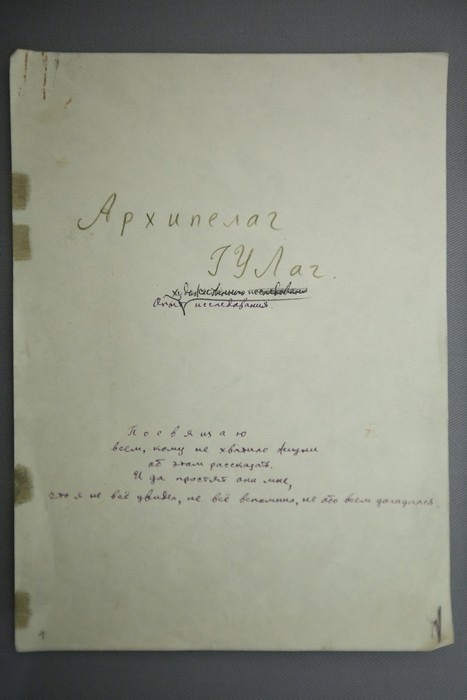 Архипелаг
ГУЛаг.
художественного исследования
Опыт исследования.
Посвящаю
всем, кому не хватило жизни
об этом рассказать.
И да простят они мне,
что я не всё увидел, не всё вспомнил, не обо всём догадался.
1